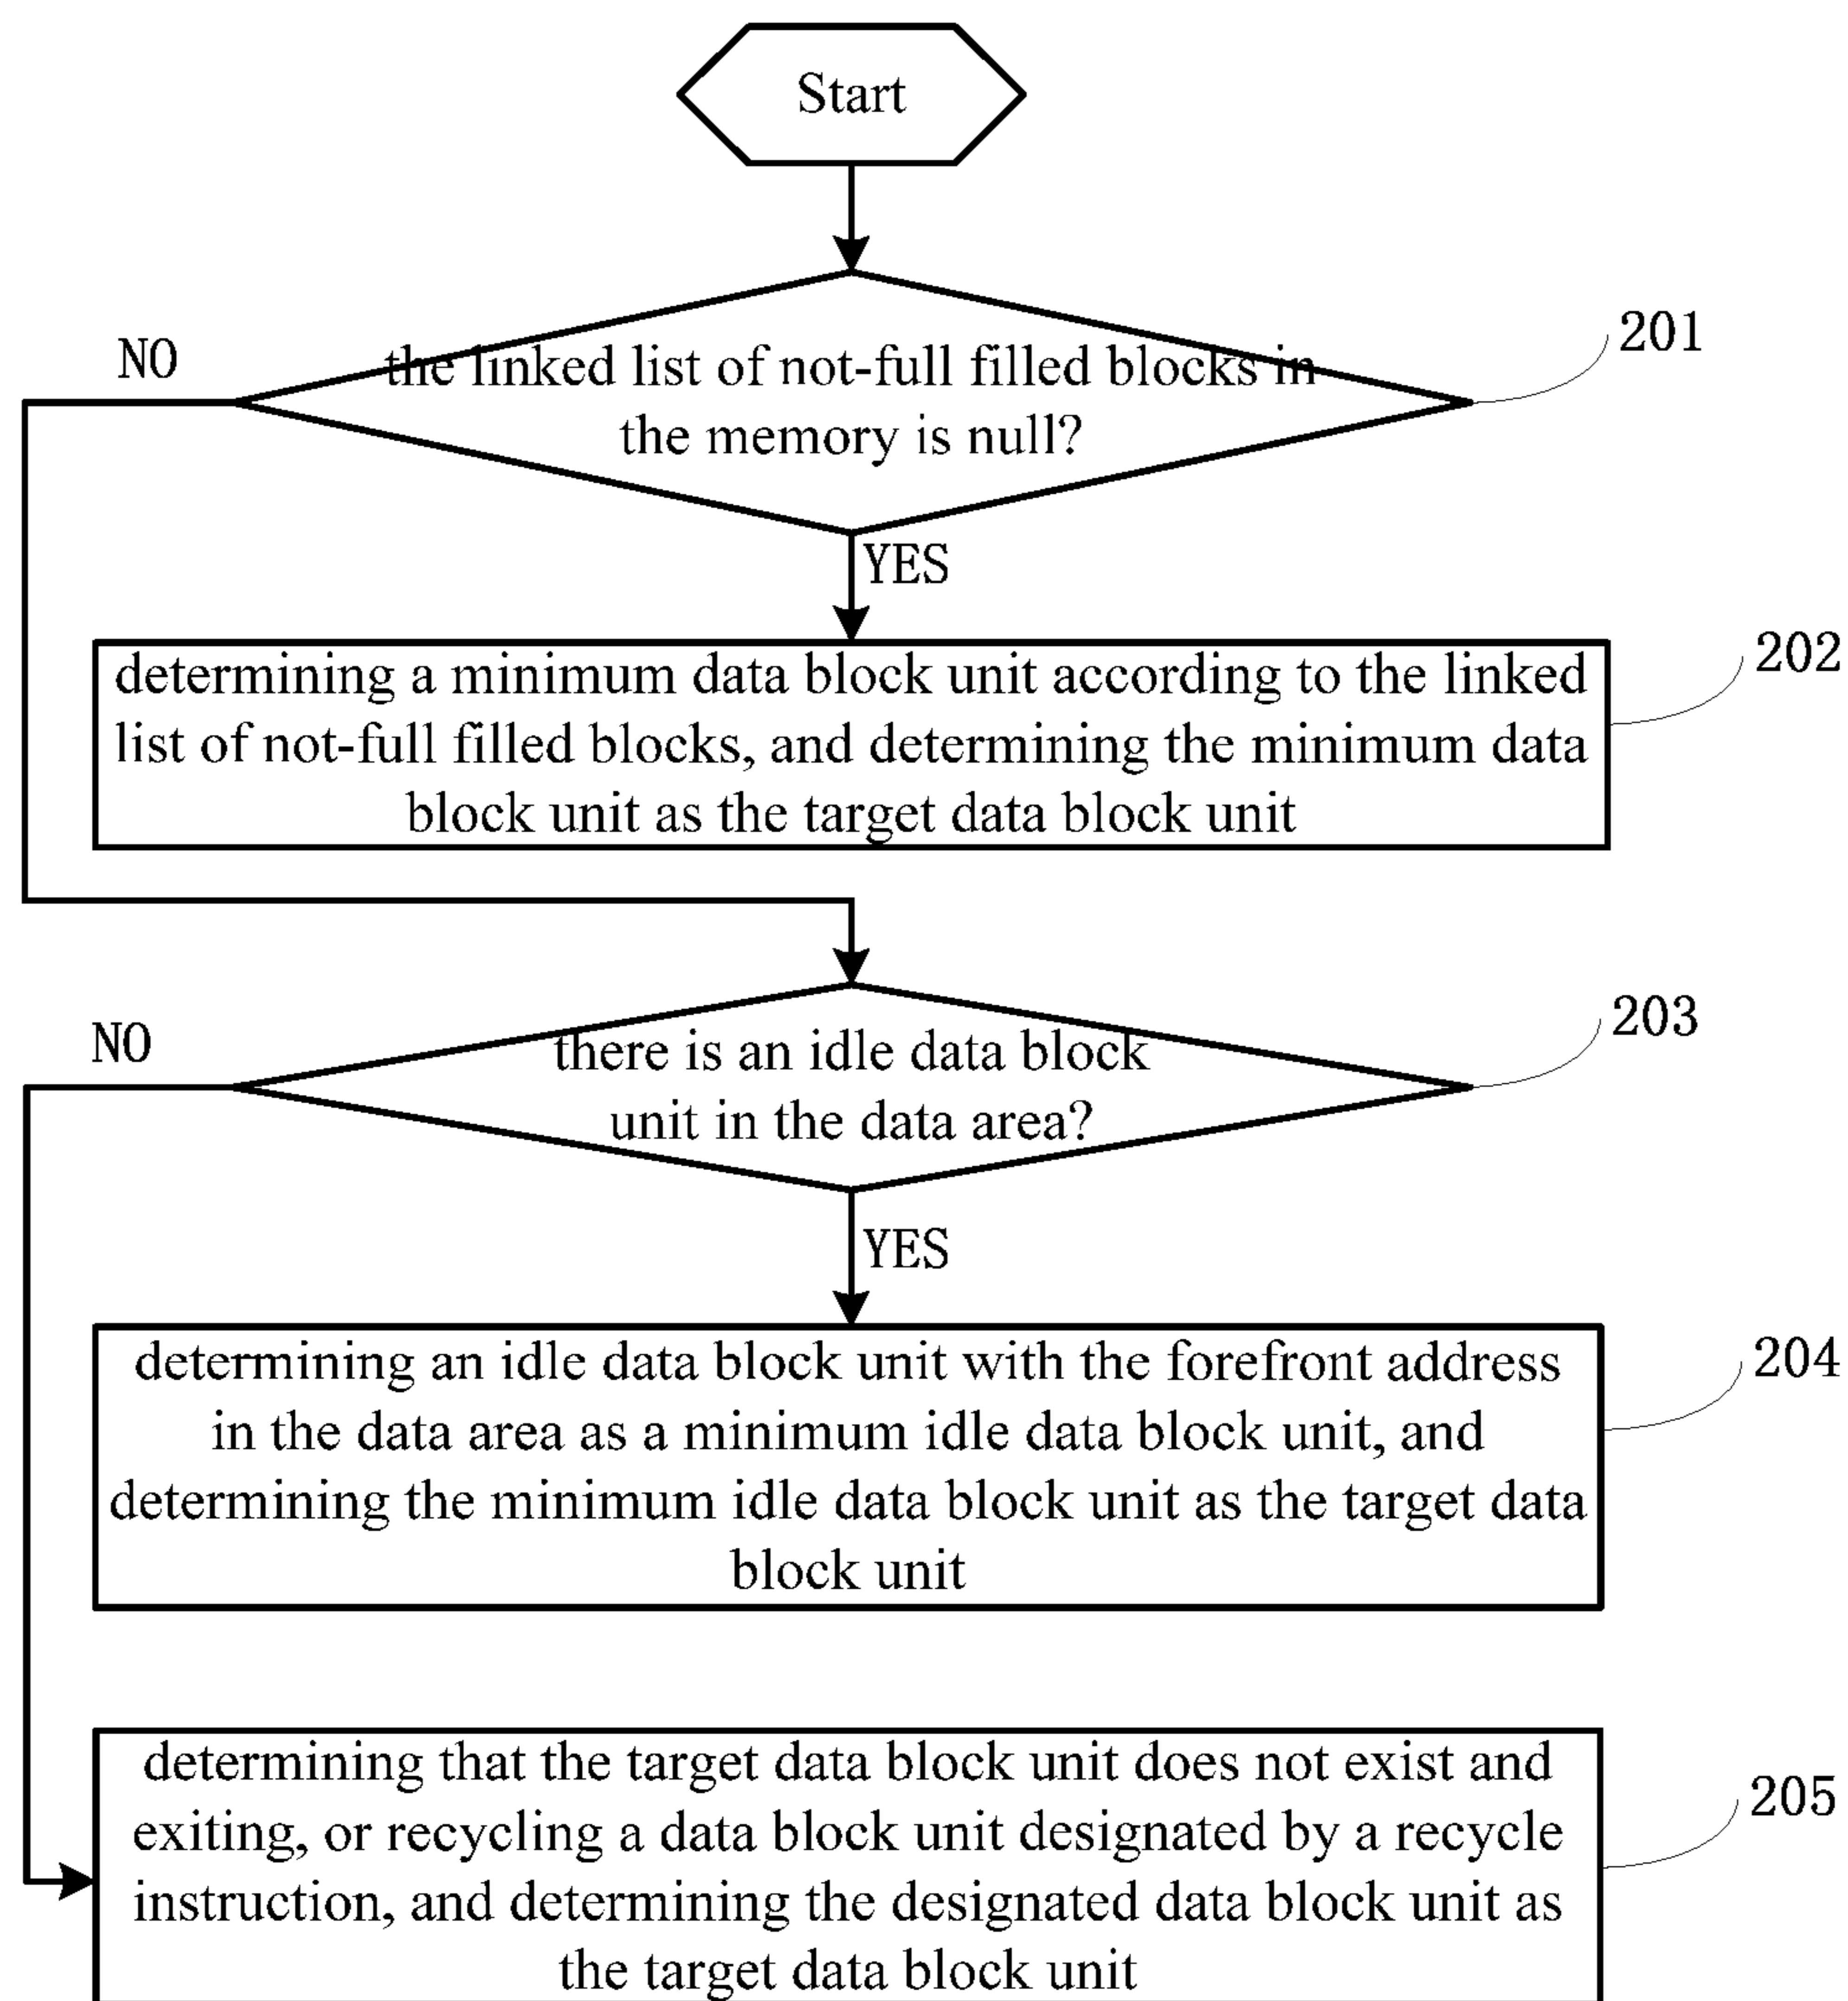 Start
NO
the linked list of not-full filled blocks in
the memory is null?
201
YES
determining a minimum data block unit according to the linked
list of not-full filled blocks, and determining the minimum data
block unit as the target data block unit
202
NO
there is an idle data block
unit in the data area?
203
YES
determining an idle data block unit with the forefront address
in the data area as a minimum idle data block unit, and
determining the minimum idle data block unit as the target data
block unit
204
determining that the target data block unit does not exist and
exiting, or recycling a data block unit designated by a recycle
instruction, and determining the designated data block unit as
the target data block unit
205